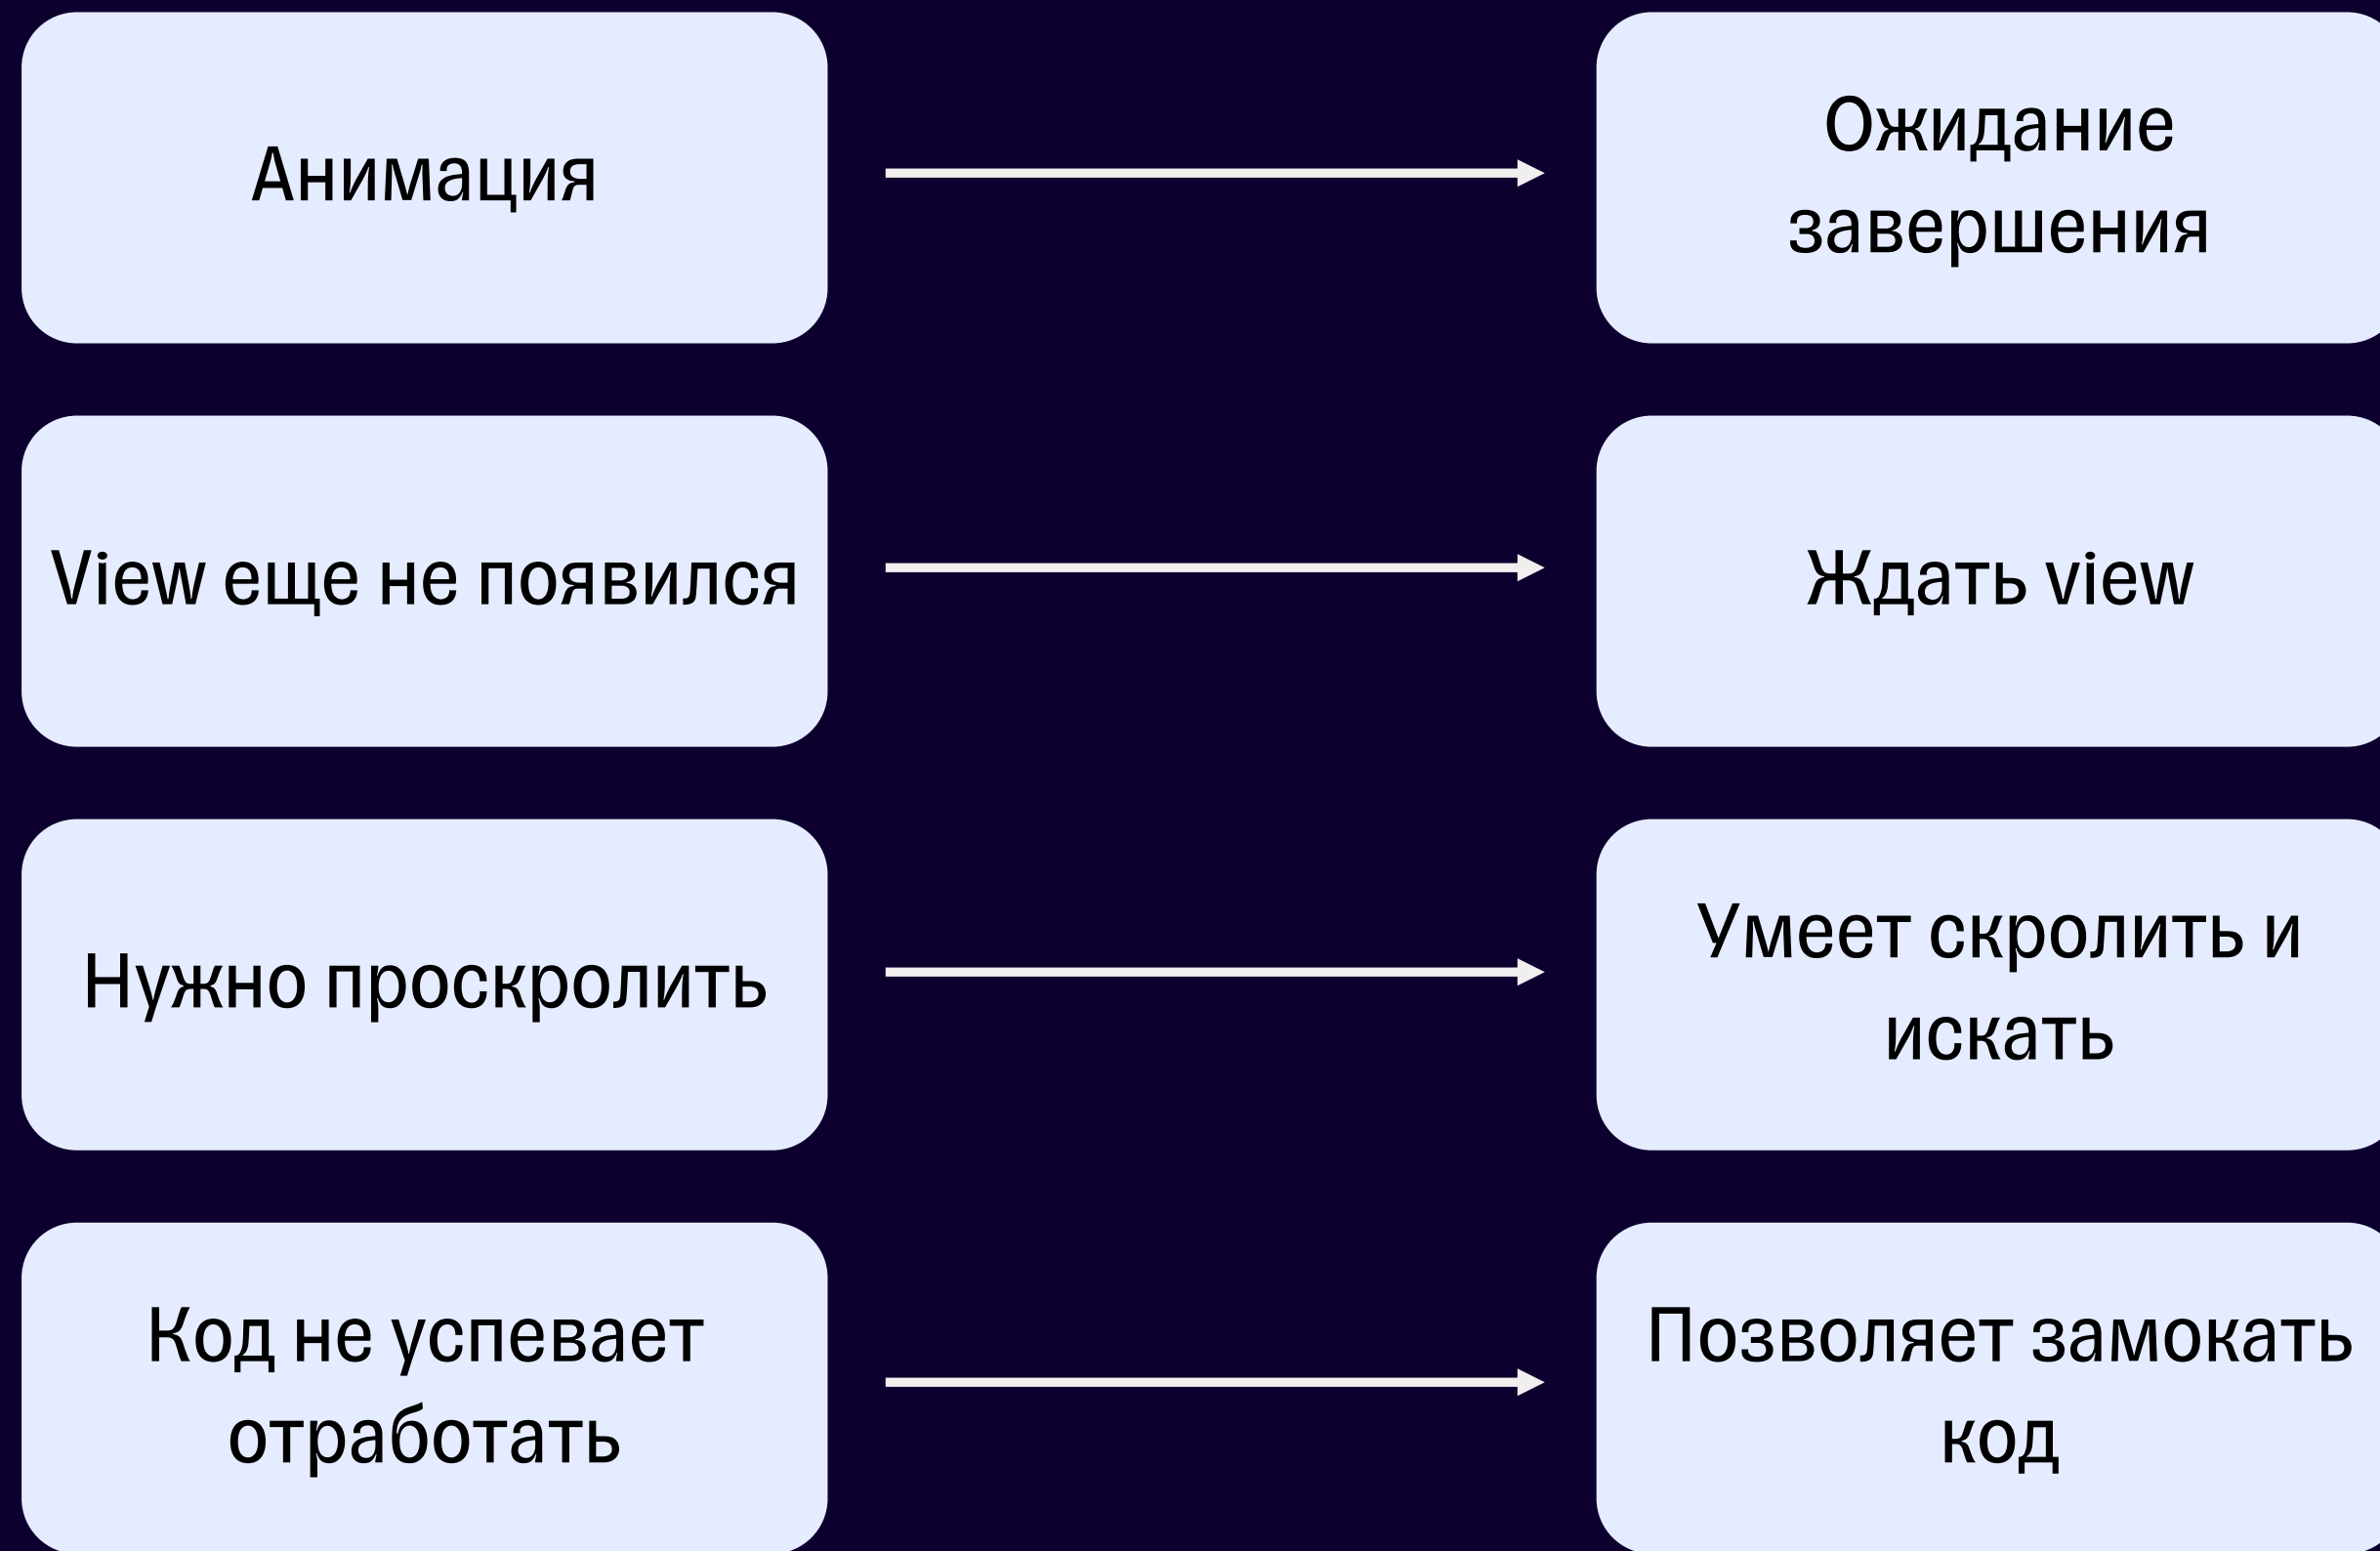 Анимация
Ожидание
завершения
View еще не появился
Ждать view
Нужно проскролить
Умеет скролить и
искать
Код не успевает
отработать
Позволяет замокать
код